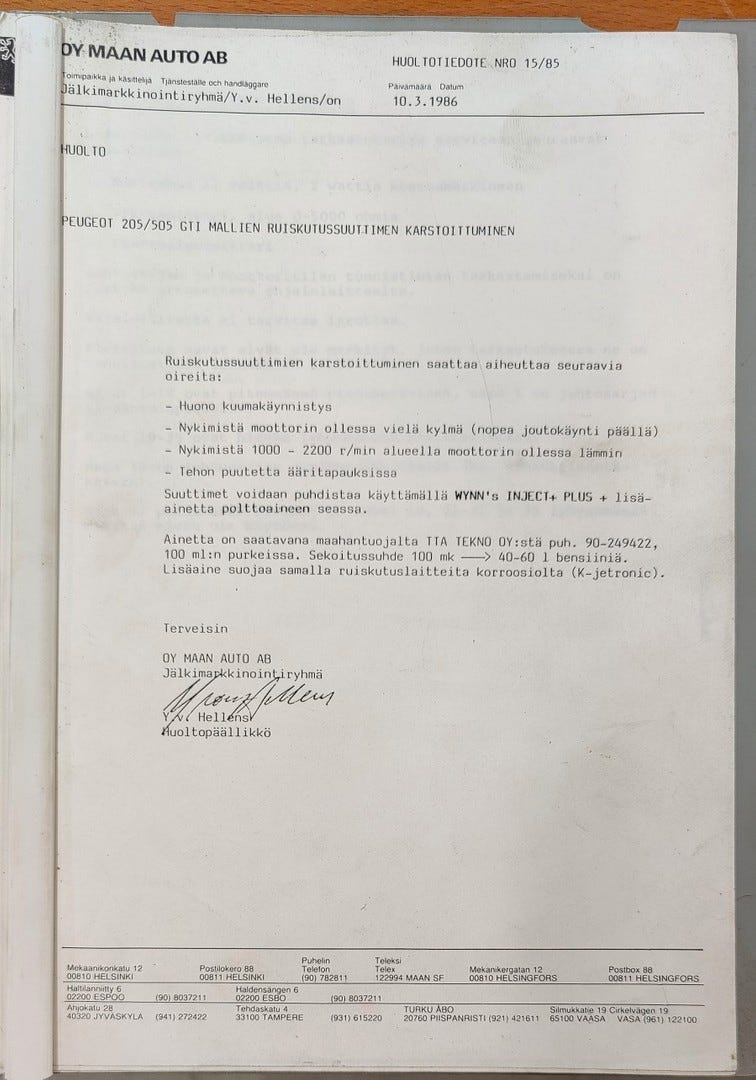 OY MAAN AUTO AB
HUOLTOTIEDOTE NRO 15/85
Toimipaikka ja käsittelijä Tjänsteställe och handläggare
Jälkimarkkinointiryhmä/Y.v. Hellens/on
Päivämäärä Datum
10.3.1986
HUOLTO
PEUGEOT 205/505 GTI MALLIEN RUISKUTUSSUUTTIMEN KARSTOITTUMINEN
Ruiskutussuuttimien karstoittuminen saattaa aiheuttaa seuraavia
oireita:
- Huono kuumakäynnistys
- Nykimistä moottorin ollessa vielä kylmä (nopea joutokäynti päällä)
- Nykimistä 1000 - 2200 r/min alueella moottorin ollessa lämmin
- Tehon puutetta ääritapauksissa
Suuttimet voidaan puhdistaa käyttämällä WYNN's INJECT+ PLUS + lisä-
ainetta polttoaineen seassa.
Ainetta on saatavana maahantuojalta TTA TEKNO OY:stä puh. 90-249422,
100 ml:n purkeissa. Sekoitussuhde 100 mk ——> 40-60 l bensiiniä.
Lisäaine suojaa samalla ruiskutuslaitteita korroosiolta (K-jetronic).
Terveisin
OY MAAN AUTO AB
Jälkimarkkinointiryhmä
Y.v. Hellens
Huoltopäällikkö
Mekaanikonkatu 12 Postilokero 88 Puhelin Teleksi Mekanikergatan 12 Postbox 88
00810 HELSINKI 00811 HELSINKI Telefon Telex 00810 HELSINGFORS 00811 HELSINGFORS
(90) 782811 122994 MAAN SF
Haltilanniitty 6 Haldensängen 6
02200 ESPOO (90) 8037211 02200 ESBO (90) 8037211
Ahjokatu 28 Tehdaskatu 4 TURKU ÅBO Silmukkatie 19 Cirkelvägen 19
40320 JYVÄSKYLÄ (941) 272422 33100 TAMPERE (931) 615220 20760 PIISPANRISTI (921) 421611 65100 VAASA VASA (961) 122100